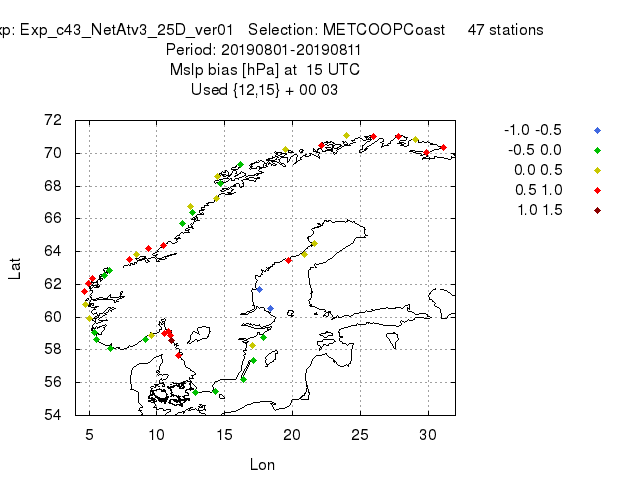 xp: Exp_c43_NetAtv3_25D_ver01 Selection: METCOOPCoast 47 stations
Period: 20190801-20190811
Mslp bias [hPa] at 15 UTC
Used {12,15} + 00 03
72
70
68
66
64
62
60
58
56
54
5 10 15 20 25 30
Lat
Lon
-1.0 -0.5
-0.5 0.0
0.0 0.5
0.5 1.0
1.0 1.5